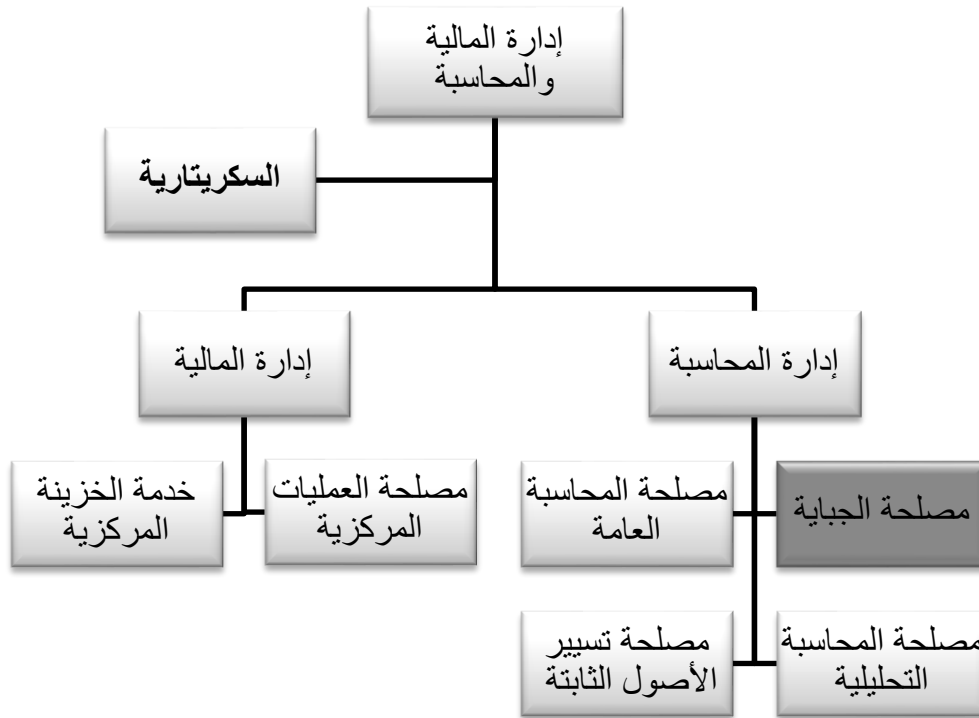 إدارة المالية
والمحاسبة
السكريتارية
إدارة المحاسبة
إدارة المالية
مصلحة الجباية
مصلحة المحاسبة
العامة
مصلحة العمليات
المركزية
خدمة الخزينة
المركزية
مصلحة المحاسبة
التحليلية
مصلحة تسيير
الأصول الثابتة